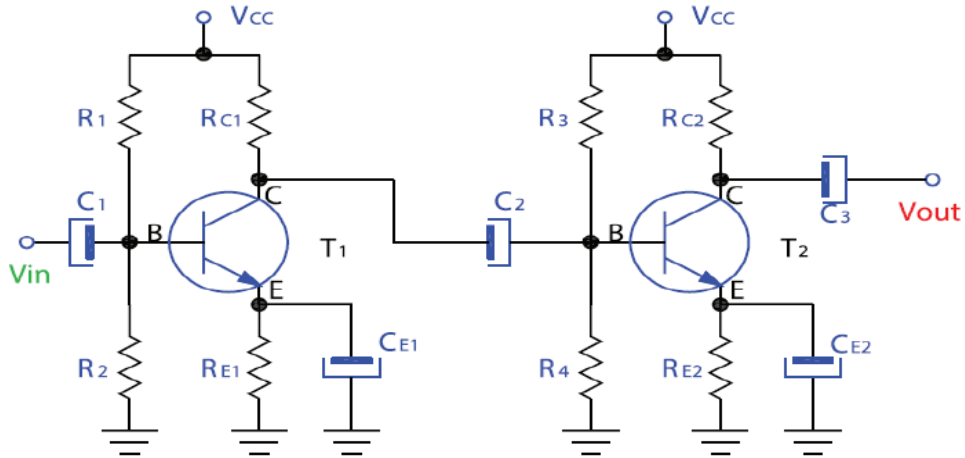 VCC
VCC
R1
RC1
R3
RC2
C1
C
C2
C
C3
B
B
Vin
T1
T2
Vout
E
E
R2
RE1
CE1
R4
RE2
CE2